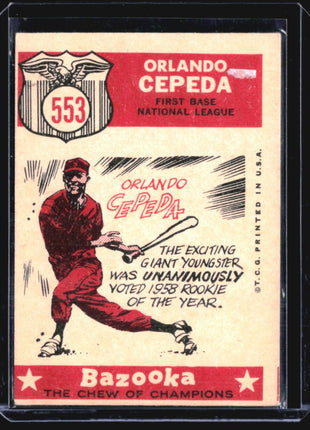 553
ORLANDO
CEPEDA
FIRST BASE
NATIONAL LEAGUE
ORLANDO
CEPEDA
THE EXCITING
GIANT YOUNGSTER
WAS UNANIMOUSLY
VOTED 1958 ROOKIE
OF THE YEAR.
©T.C.G. PRINTED IN U.S.A.
Bazooka
THE CHEW OF CHAMPIONS